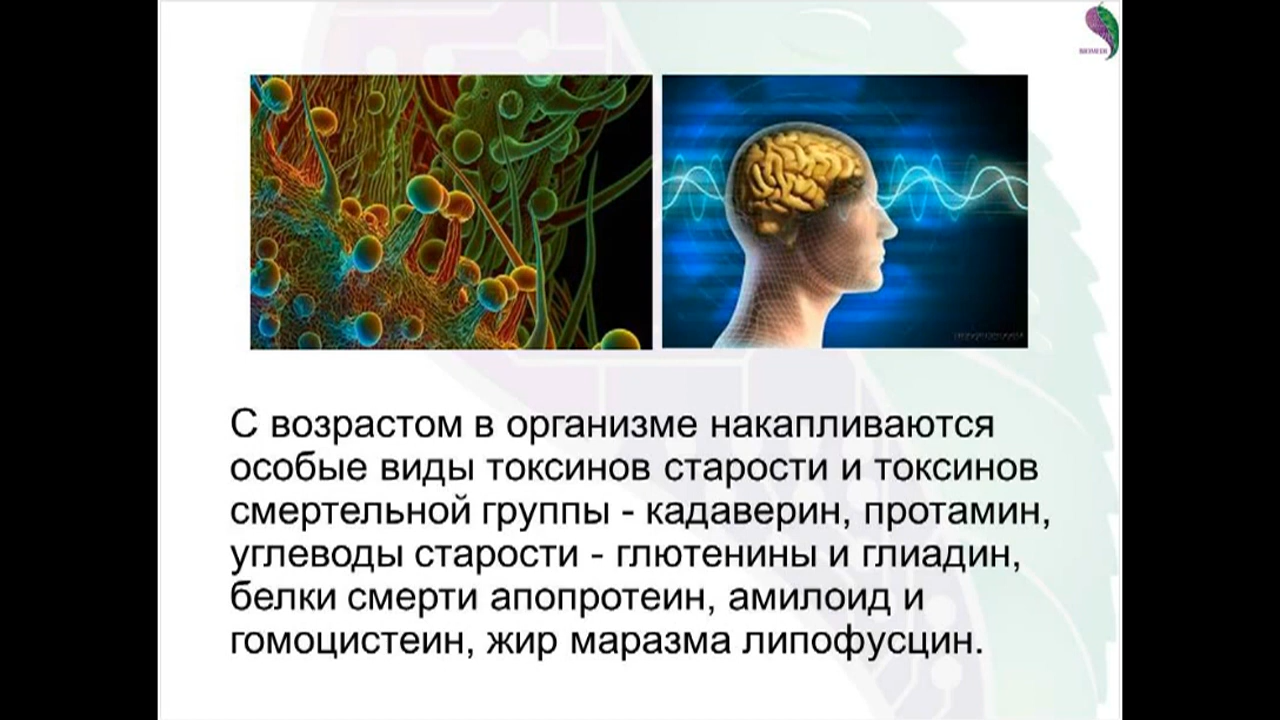 С возрастом в организме накапливаются
особые виды токсинов старости и токсинов
смертельной группы - кадаверин, протамин,
углеводы старости - глютенины и глиадин,
белки смерти апопротеин, амилоид и
гомоцистеин, жир маразма липофусцин.